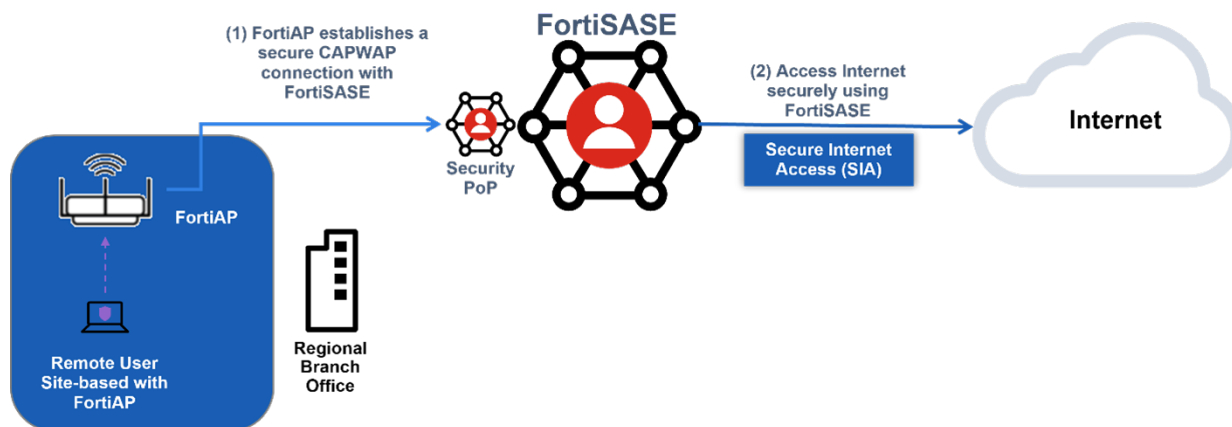 FortiSASE
(1) FortiAP establishes a
secure CAPWAP
connection with
FortiSASE
(2) Access Internet
securely using
FortiSASE
Internet
Secure Internet
Access (SIA)
Security
PoP
FortiAP
Remote User
Site-based with
FortiAP
Regional
Branch
Office